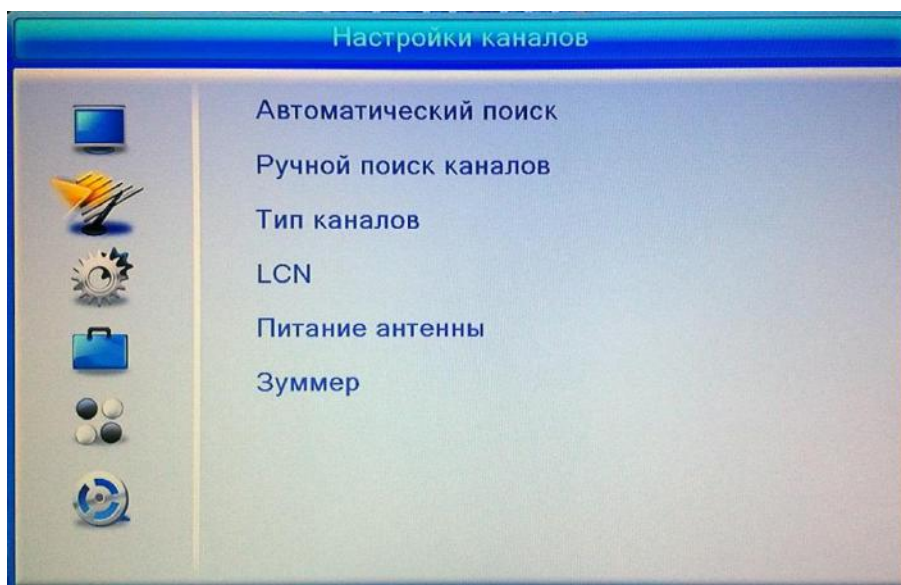 Настройки каналов
Автоматический поиск
Ручной поиск каналов
Тип каналов
LCN
Питание антенны
Зуммер